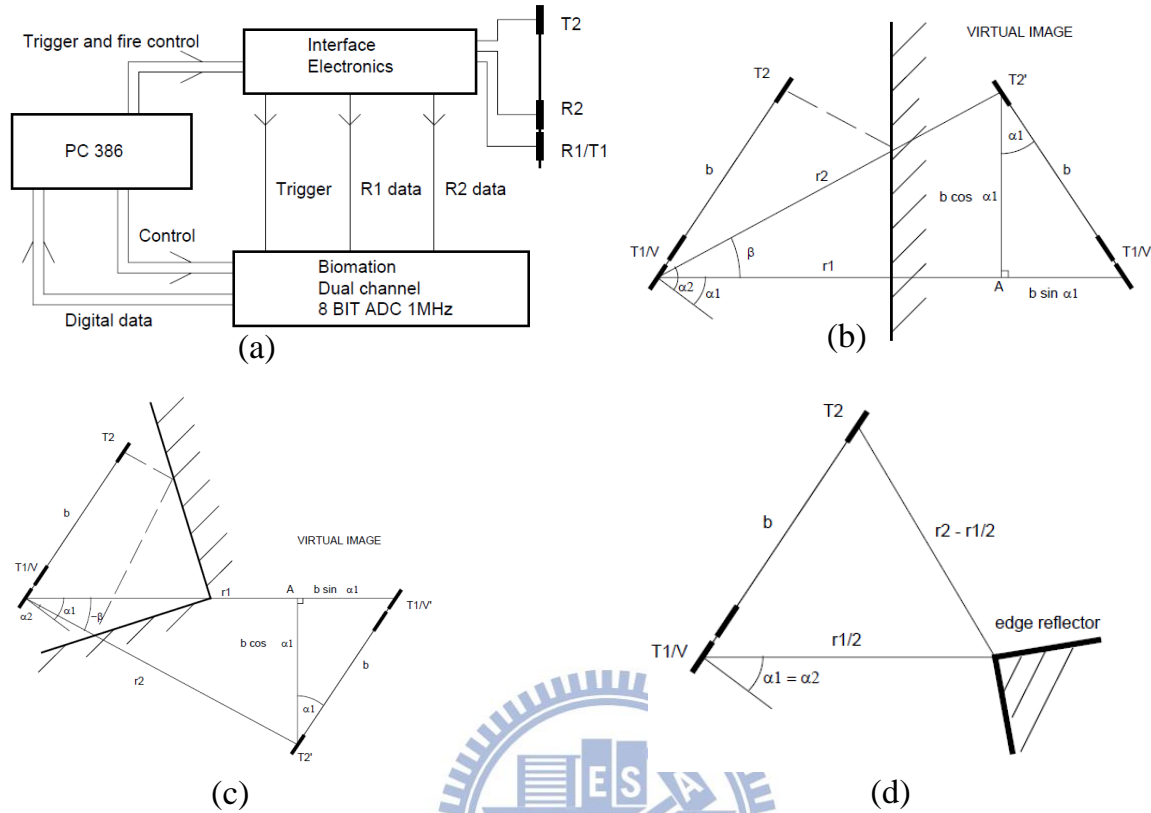 Trigger and fire control
Interface
Electronics
T2
R2
R1/T1
PC 386
Trigger
R1 data
R2 data
Control
Biomation
Dual channel
8 BIT ADC 1MHz
Digital data
(a)
VIRTUAL IMAGE
T2
T2'
α1
b
r2
b
b cos α1
β
T1/V
T1/V
r1
α2
α1
A
b sin α1
(b)
T2
b
VIRTUAL IMAGE
T1/V
r1
A
b sin α1
α2
α1
−β
T1/V'
b cos α1
b
r2
α1
T2'
(c)
T2
b
r2 - r1/2
edge reflector
T1/V
r1/2
α1 = α2
(d)
E S
A